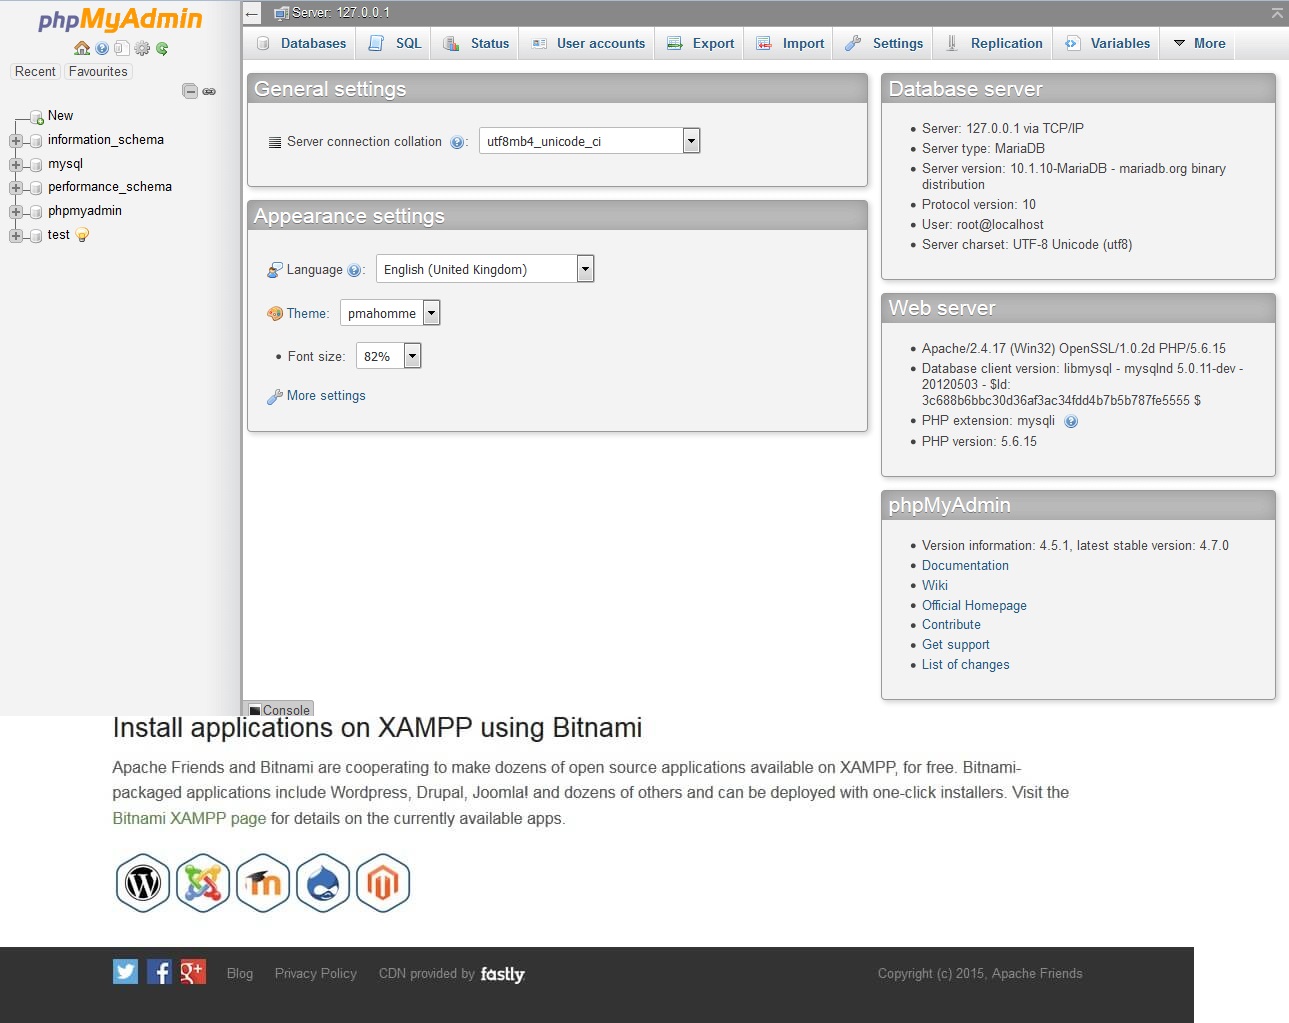 phpMyAdmin
Recent Favourites
New
information_schema
mysql
performance_schema
phpmyadmin
test
Server: 127.0.0.1
Databases SQL Status User accounts Export Import Settings Replication Variables More
General settings
Server connection collation : utf8mb4_unicode_ci
Appearance settings
Language : English (United Kingdom)
Theme: pmahomme
Font size: 82%
More settings
Console
Database server
Server: 127.0.0.1 via TCP/IP
Server type: MariaDB
Server version: 10.1.10-MariaDB - mariadb.org binary
distribution
Protocol version: 10
User: root@localhost
Server charset: UTF-8 Unicode (utf8)
Web server
Apache/2.4.17 (Win32) OpenSSL/1.0.2d PHP/5.6.15
Database client version: libmysql - mysqlnd 5.0.11-dev -
20120503 - $Id:
3c688b6bbc30d36af3ac34fdd4b7b5b787fe5555 $
PHP extension: mysqli
PHP version: 5.6.15
phpMyAdmin
Version information: 4.5.1, latest stable version: 4.7.0
Documentation
Wiki
Official Homepage
Contribute
Get support
List of changes
Install applications on XAMPP using Bitnami
Apache Friends and Bitnami are cooperating to make dozens of open source applications available on XAMPP, for free. Bitnami-
packaged applications include Wordpress, Drupal, Joomla! and dozens of others and can be deployed with one-click installers. Visit the
Bitnami XAMPP page for details on the currently available apps.
Blog Privacy Policy CDN provided by fastly Copyright (c) 2015, Apache Friends